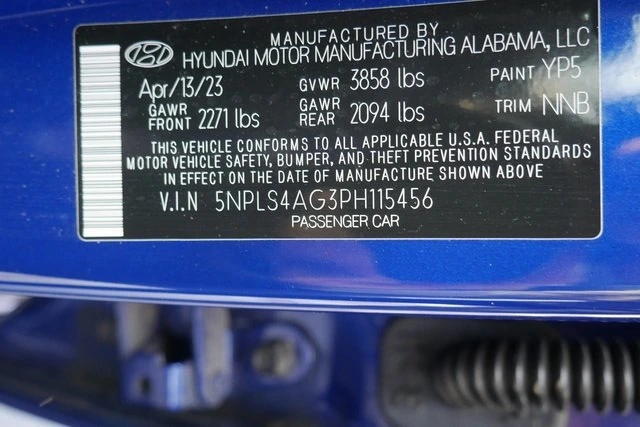 MANUFACTURED BY
HYUNDAI MOTOR MANUFACTURING ALABAMA, LLC
Apr/13/23 GVWR 3858 lbs PAINT YP5
GAWR FRONT 2271 lbs GAWR REAR 2094 lbs TRIM NNB
THIS VEHICLE CONFORMS TO ALL APPLICABLE U.S.A. FEDERAL
MOTOR VEHICLE SAFETY, BUMPER, AND THEFT PREVENTION STANDARDS
IN EFFECT ON THE DATE OF MANUFACTURE SHOWN ABOVE
V.I.N 5NPLS4AG3PH115456
PASSENGER CAR